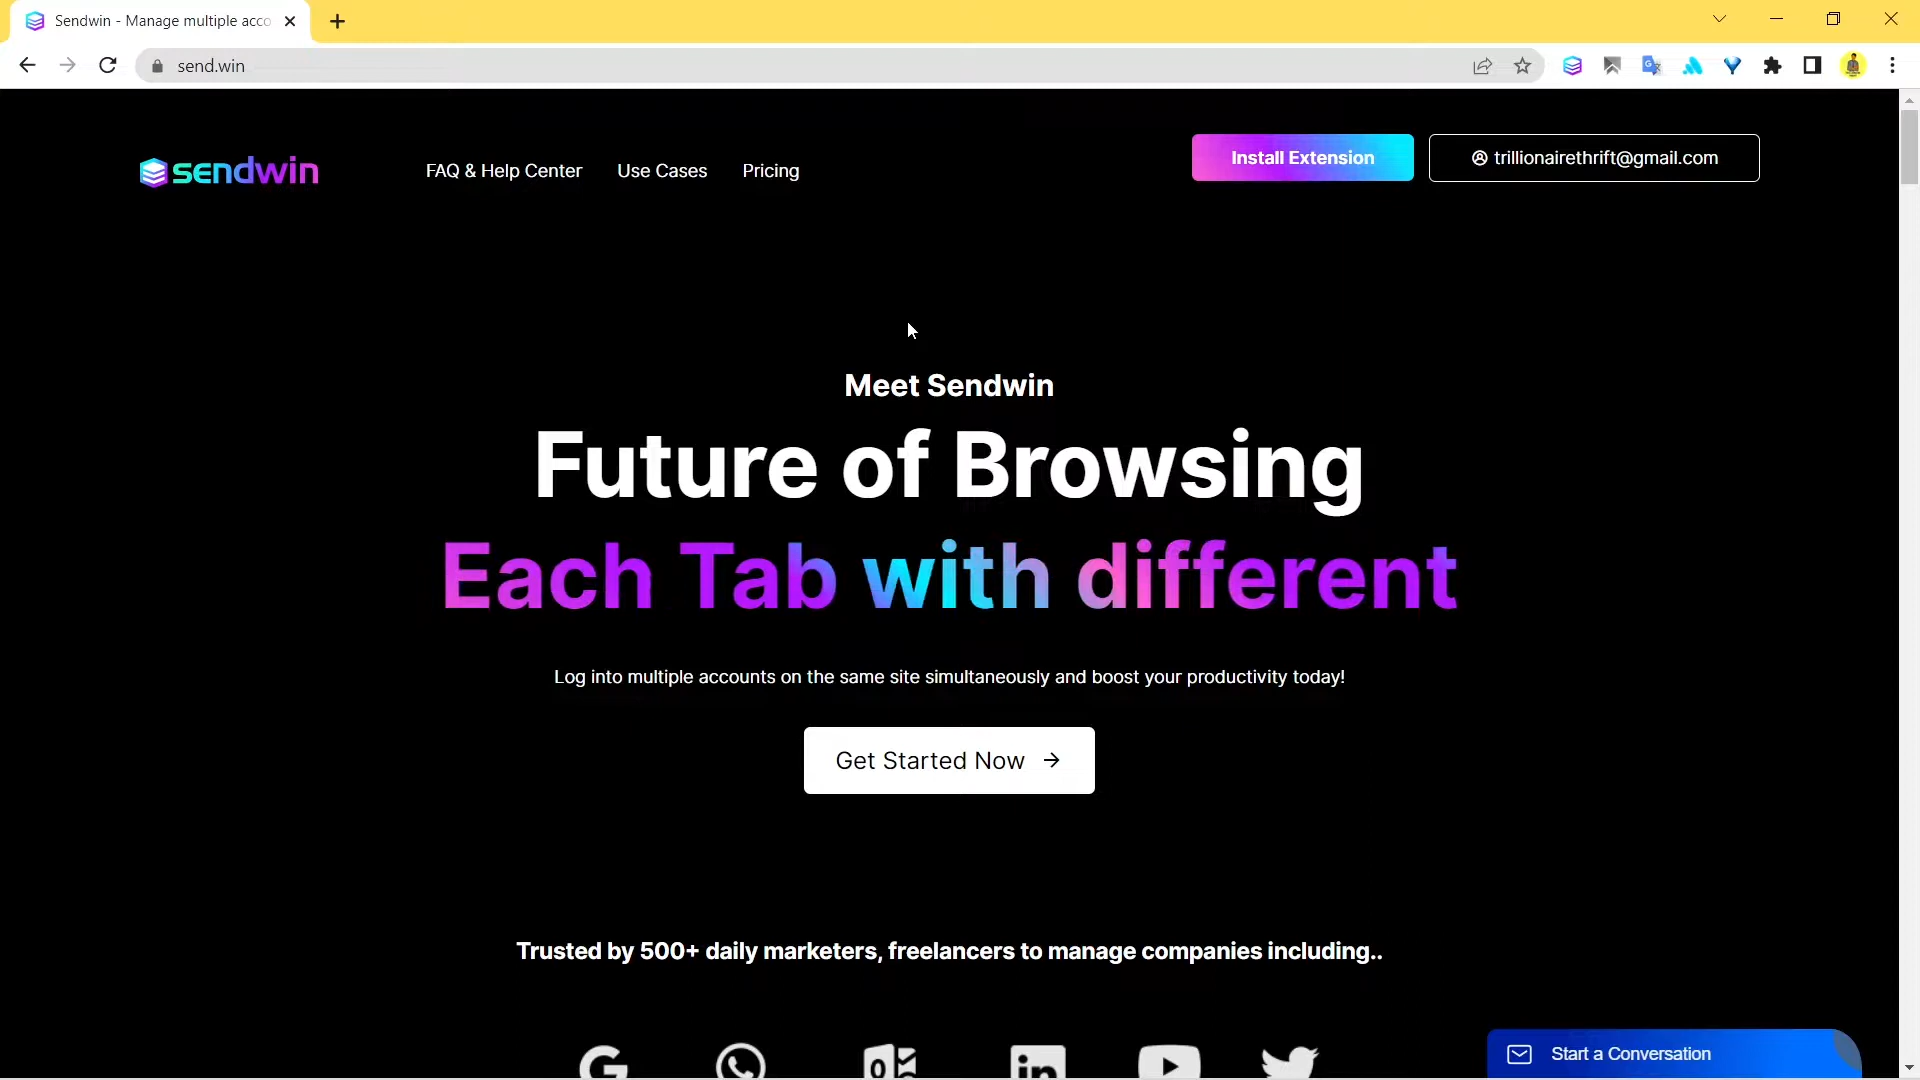 Sendwin - Manage multiple acco
send.win
sendwin
FAQ & Help Center
Use Cases
Pricing
Install Extension
trillionairethrift@gmail.com
Meet Sendwin
Future of Browsing
Each Tab with different
Log into multiple accounts on the same site simultaneously and boost your productivity today!
Get Started Now →
Trusted by 500+ daily marketers, freelancers to manage companies including..
Start a Conversation